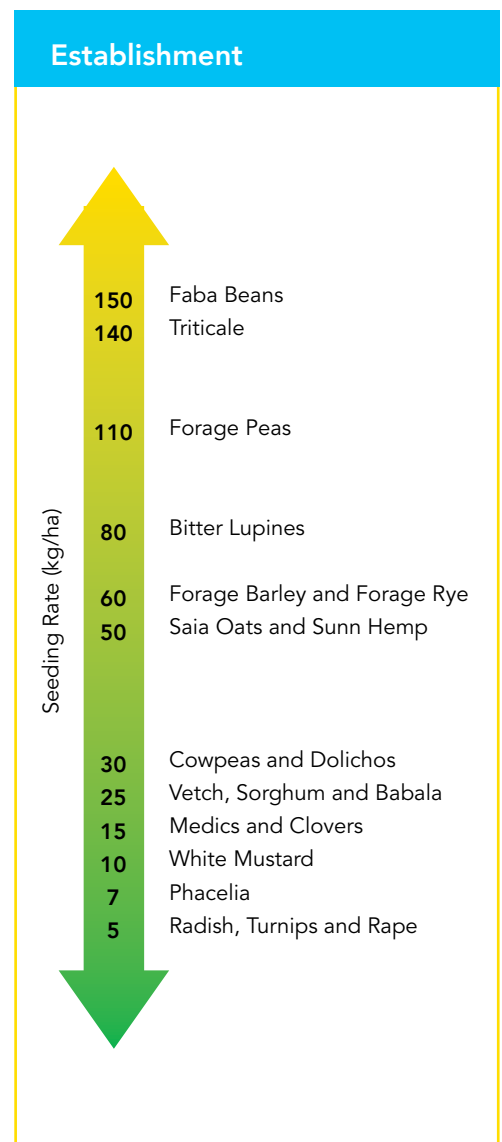 Establishment
Seeding Rate (kg/ha)
150 Faba Beans
140 Triticale
110 Forage Peas
80 Bitter Lupines
60 Forage Barley and Forage Rye
50 Saia Oats and Sunn Hemp
30 Cowpeas and Dolichos
25 Vetch, Sorghum and Babala
15 Medics and Clovers
10 White Mustard
7 Phacelia
5 Radish, Turnips and Rape